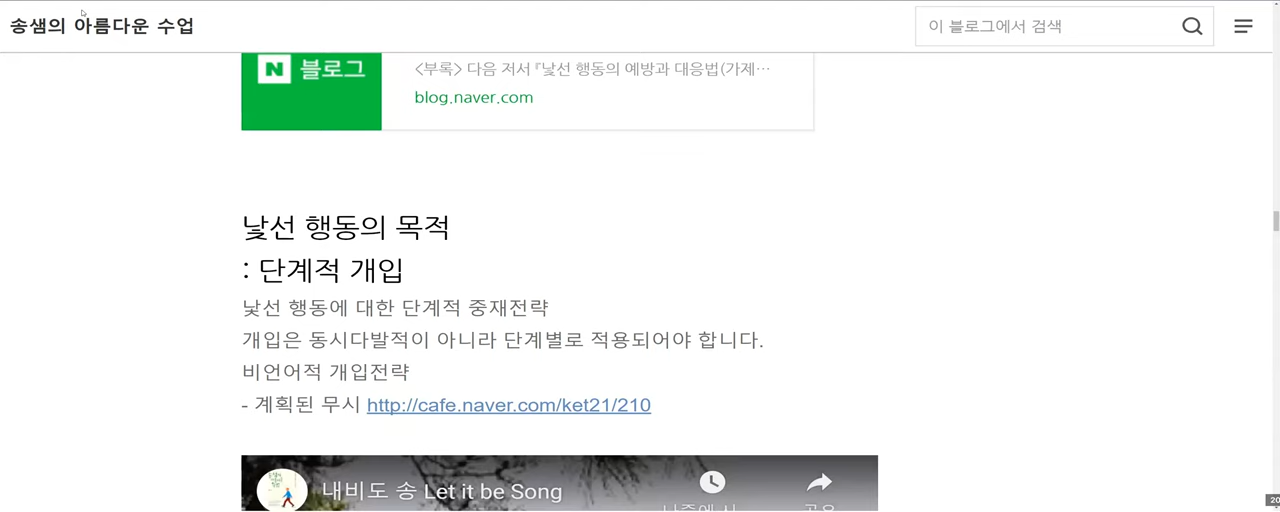 송샘의 아름다운 수업
이 블로그에서 검색
N 블로그
<부록> 다음 저서 『낯선 행동의 예방과 대응법(가제…
blog.naver.com
낯선 행동의 목적
: 단계적 개입
낯선 행동에 대한 단계적 중재전략
개입은 동시다발적이 아니라 단계별로 적용되어야 합니다.
비언어적 개입전략
- 계획된 무시 http://cafe.naver.com/ket21/210
내비도 송 Let it be Song
20